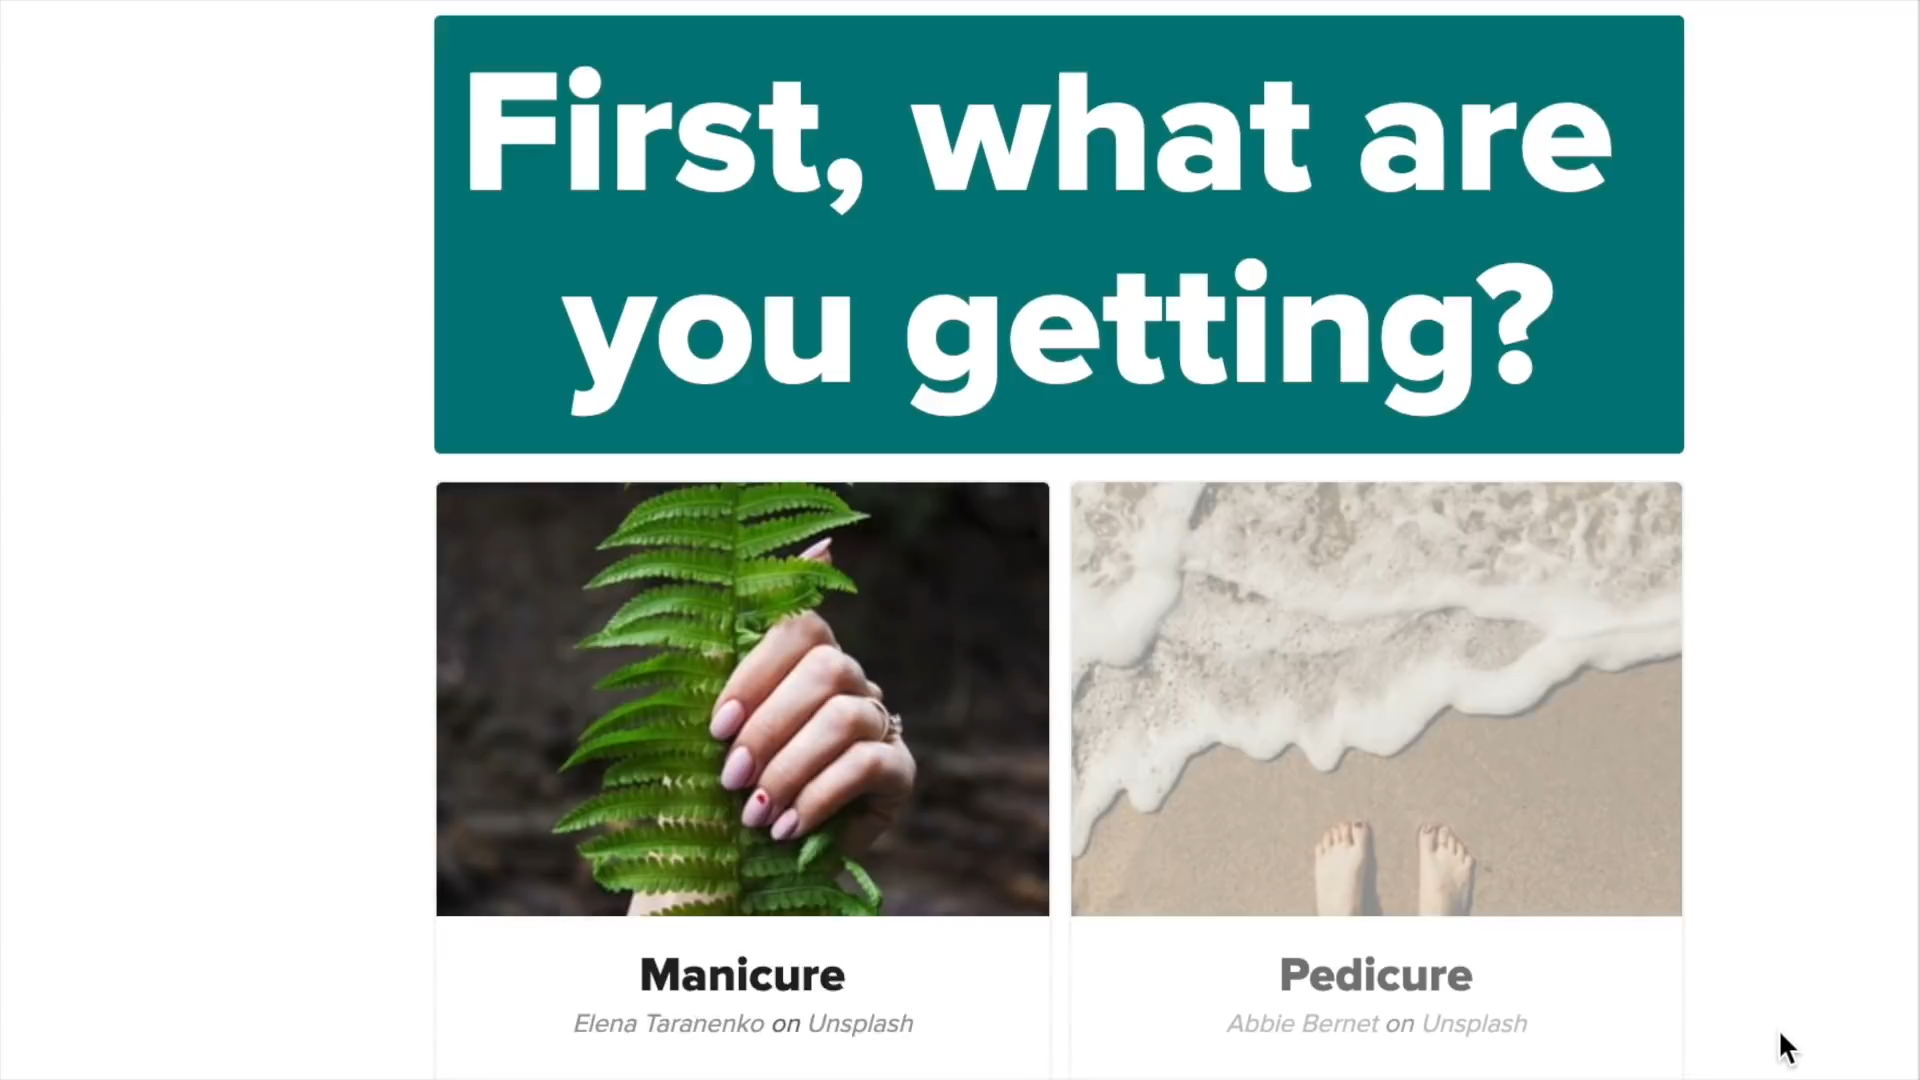 First, what are
you getting?
Manicure
Elena Taranenko on Unsplash
Pedicure
Abbie Bernet on Unsplash